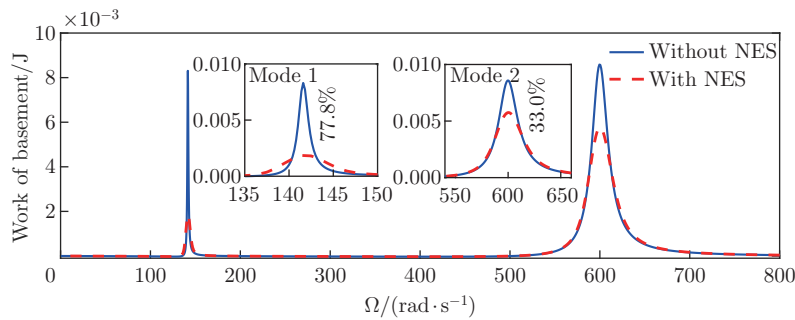 10 ×10⁻³
8
6
4
2
Work of basement/J
0 100 200 300 400 500 600 700 800
Ω/(rad·s⁻¹)
Without NES
With NES
Mode 1
0.010
0.005
0.000
135 140 145 150
77.8%
Mode 2
0.010
0.005
0.000
550 600 650
33.0%